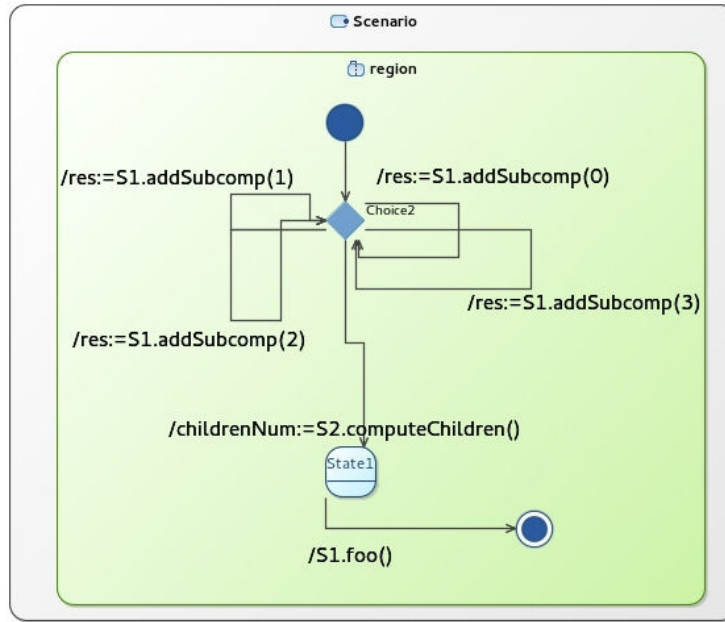 Scenario
region
/res:=S1.addSubcomp(1)
/res:=S1.addSubcomp(0)
Choice2
/res:=S1.addSubcomp(3)
/res:=S1.addSubcomp(2)
/childrenNum:=S2.computeChildren()
State1
/S1.foo()